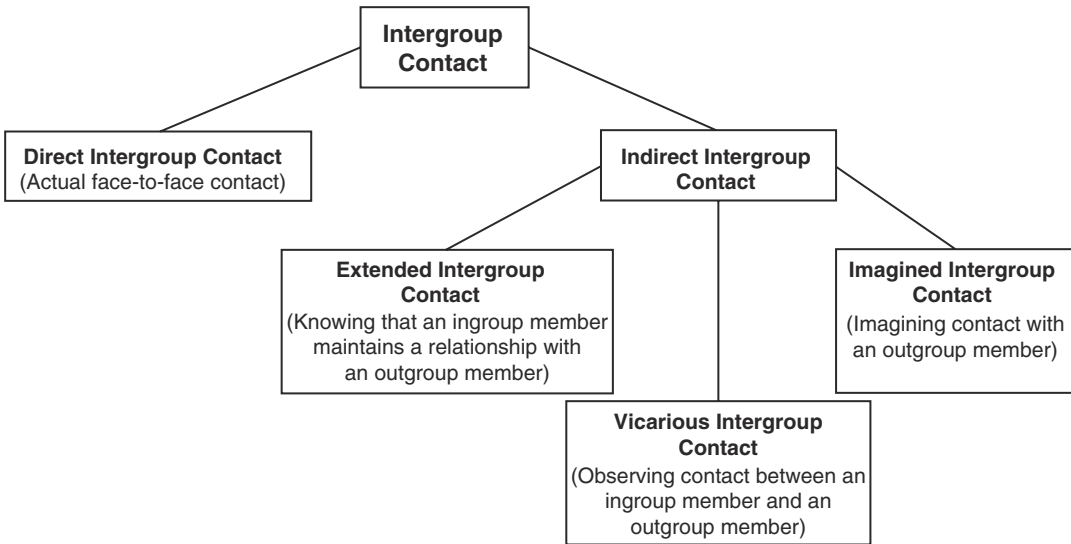 Intergroup
Contact
Direct Intergroup Contact
(Actual face-to-face contact)
Indirect Intergroup
Contact
Extended Intergroup
Contact
(Knowing that an ingroup member
maintains a relationship with
an outgroup member)
Vicarious Intergroup
Contact
(Observing contact between an
ingroup member and an
outgroup member)
Imagined Intergroup
Contact
(Imagining contact with
an outgroup member)